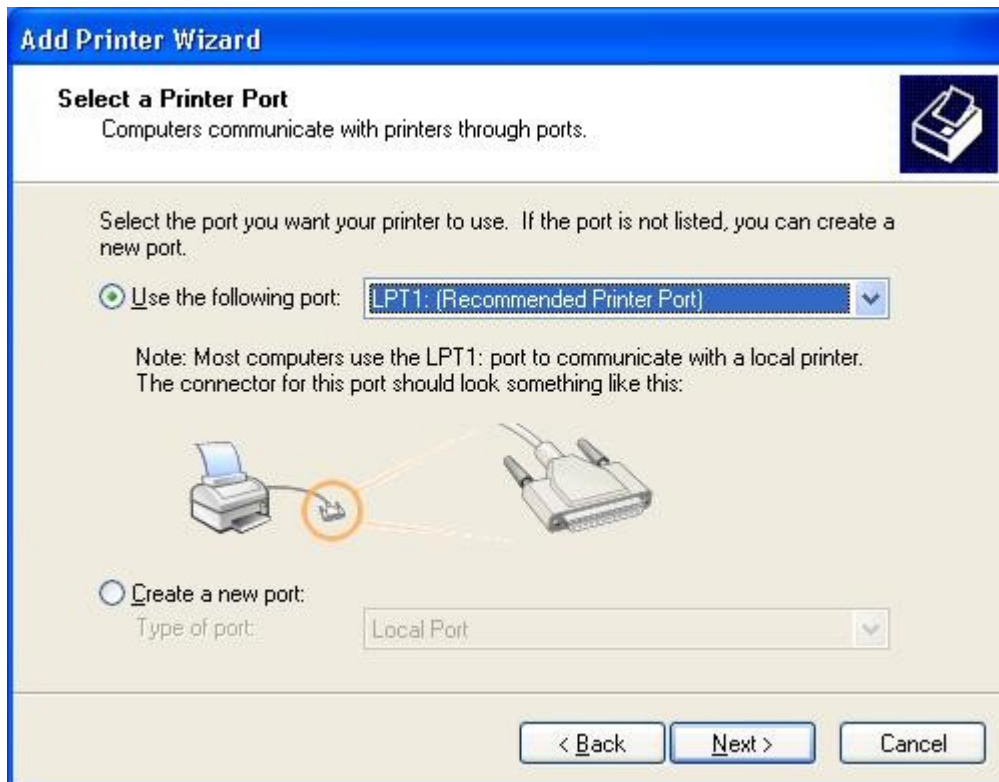 Add Printer Wizard
Select a Printer Port
Computers communicate with printers through ports.
Select the port you want your printer to use.  If the port is not listed, you can create a
new port.
Use the following port: LPT1: (Recommended Printer Port)
Note: Most computers use the LPT1: port to communicate with a local printer.
The connector for this port should look something like this:
Create a new port:
Type of port: Local Port
< Back Next > Cancel